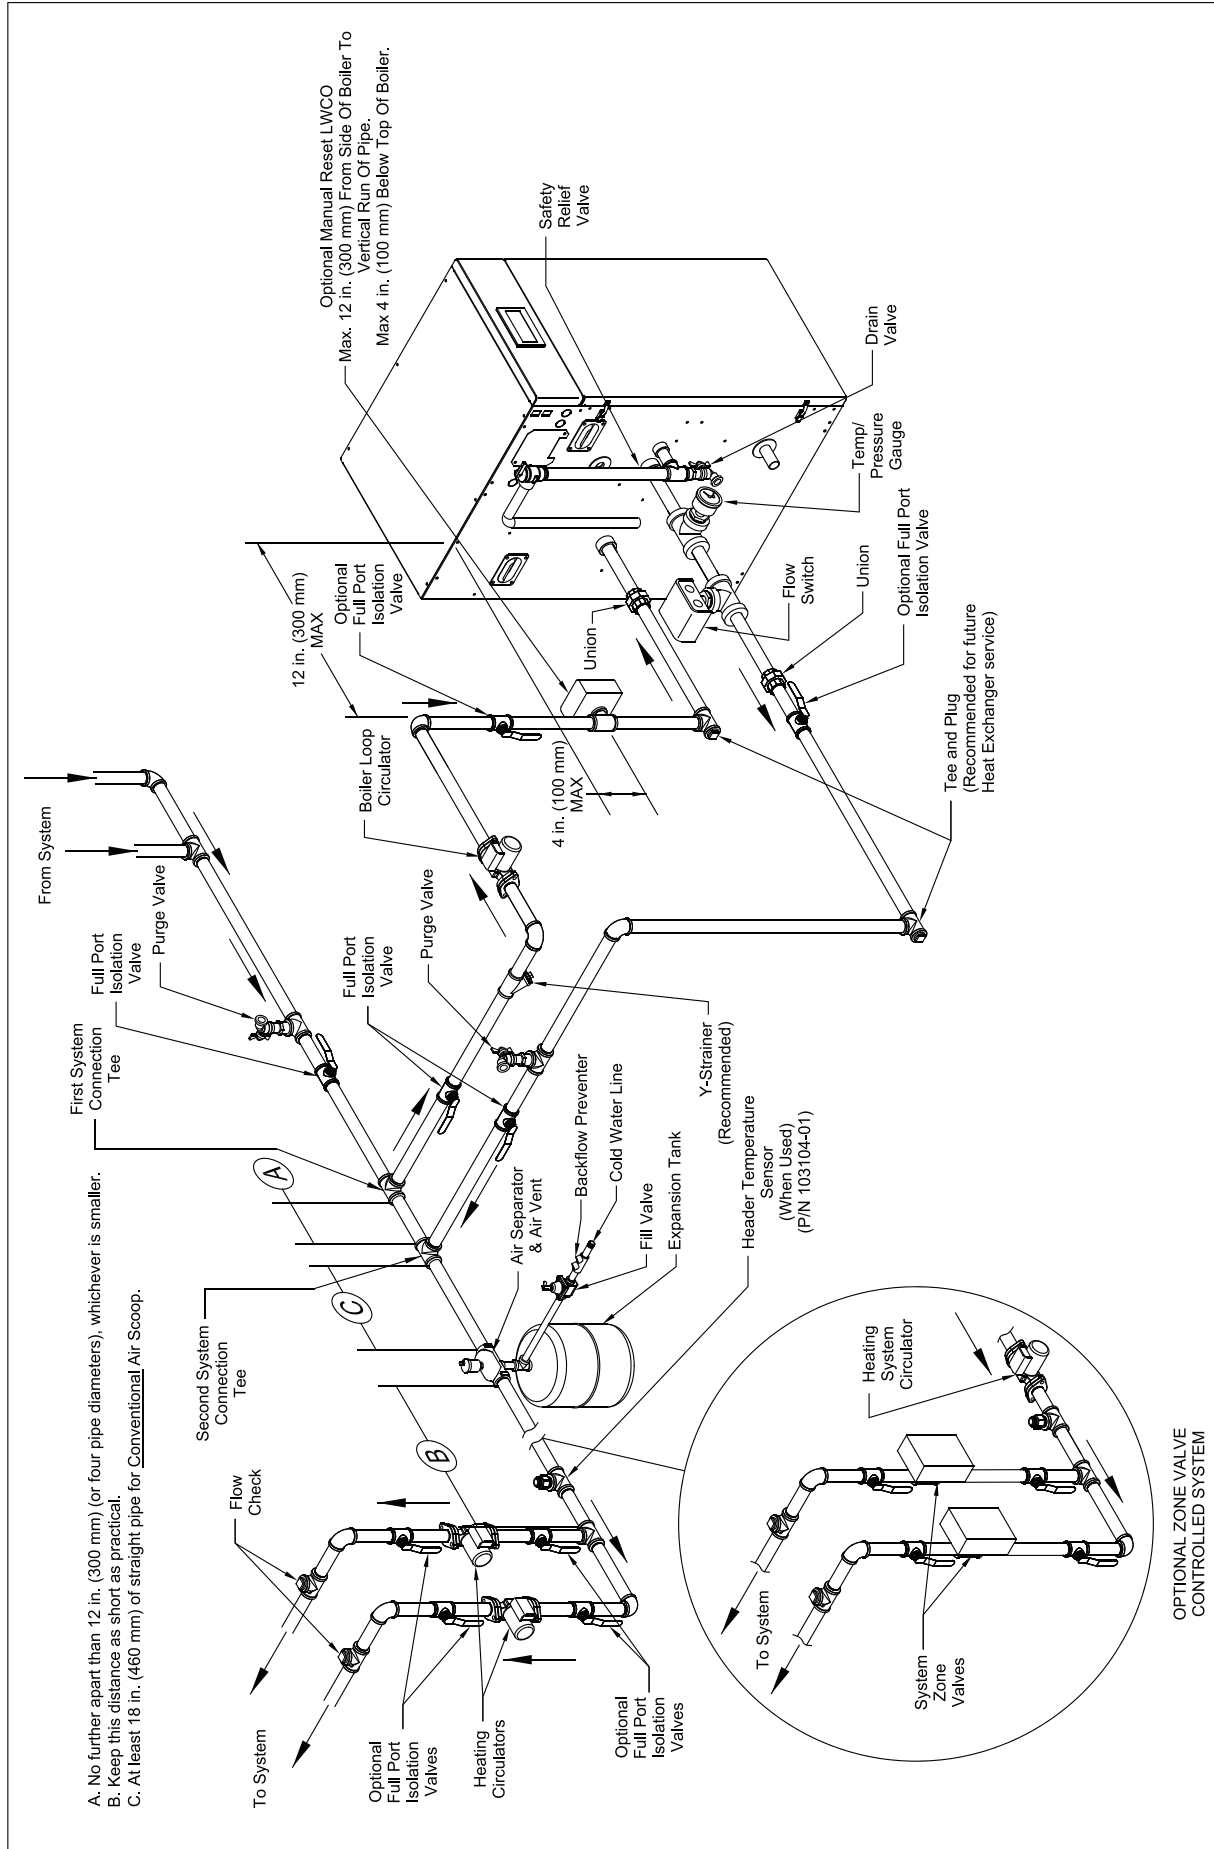 A. No further apart than 12 in. (300 mm) (or four pipe diameters), whichever is smaller.
B. Keep this distance as short as practical.
C. At least 18 in. (460 mm) of straight pipe for Conventional Air Scoop.
To System
Flow
Check
Second System
Connection
Tee
First System
Connection
Tee
Full Port
Isolation
Valve
Purge Valve
From System
A
C
B
Optional
Full Port
Isolation
Valves
Heating
Circulators
Optional
Full Port
Isolation
Valves
Air Separator
& Air Vent
Backflow Preventer
Cold Water Line
Fill Valve
Expansion Tank
Header Temperature
Sensor
(When Used)
(P/N 103104-01)
Y-Strainer
(Recommended)
Full Port
Isolation
Valve
Purge Valve
Boiler Loop
Circulator
12 in. (300 mm)
MAX
Optional
Full Port
Isolation
Valve
4 in. (100 mm)
MAX
Union
Optional Manual Reset LWCO
Max. 12 in. (300 mm) From Side Of Boiler To
Vertical Run Of Pipe.
Max 4 in. (100 mm) Below Top Of Boiler.
Safety
Relief
Valve
Drain
Valve
Temp/
Pressure
Gauge
Flow
Switch
Union
Optional Full Port
Isolation Valve
Tee and Plug
(Recommended for future
Heat Exchanger service)
To System
System
Zone
Valves
Heating
System
Circulator
OPTIONAL ZONE VALVE
CONTROLLED SYSTEM